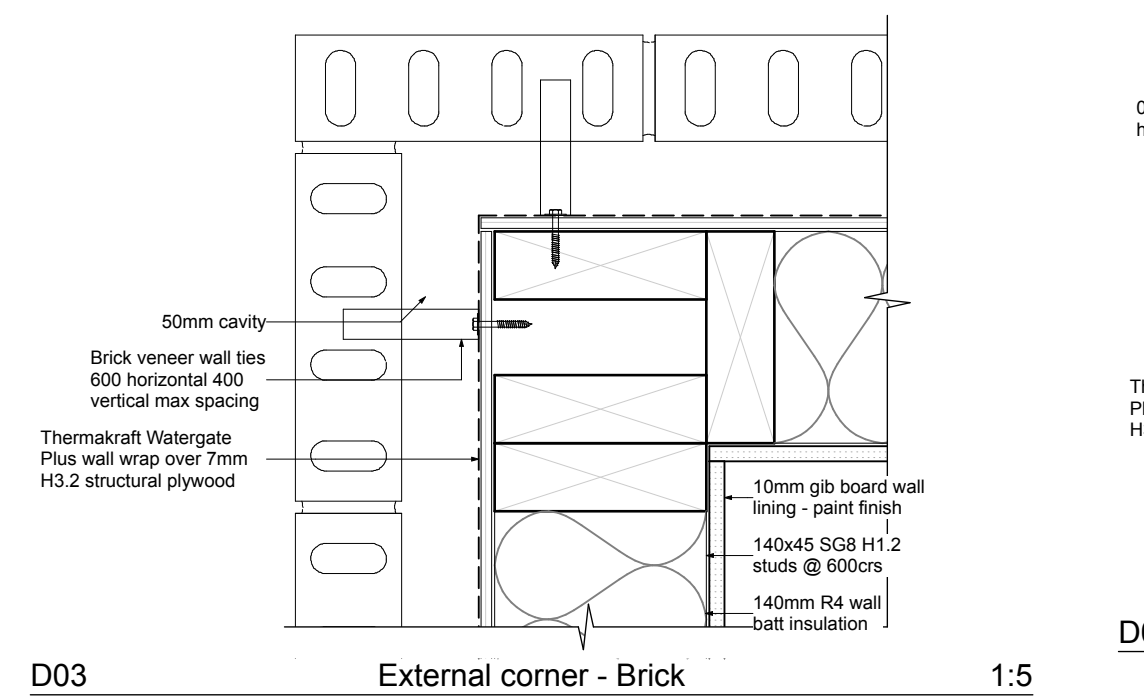 50mm cavity
Brick veneer wall ties
600 horizontal 400
vertical max spacing
Thermakraft Watergate
Plus wall wrap over 7mm
H3.2 structural plywood
10mm gib board wall
lining - paint finish
140x45 SG8 H1.2
studs @ 600crs
140mm R4 wall
batt insulation
D03 External corner - Brick 1:5